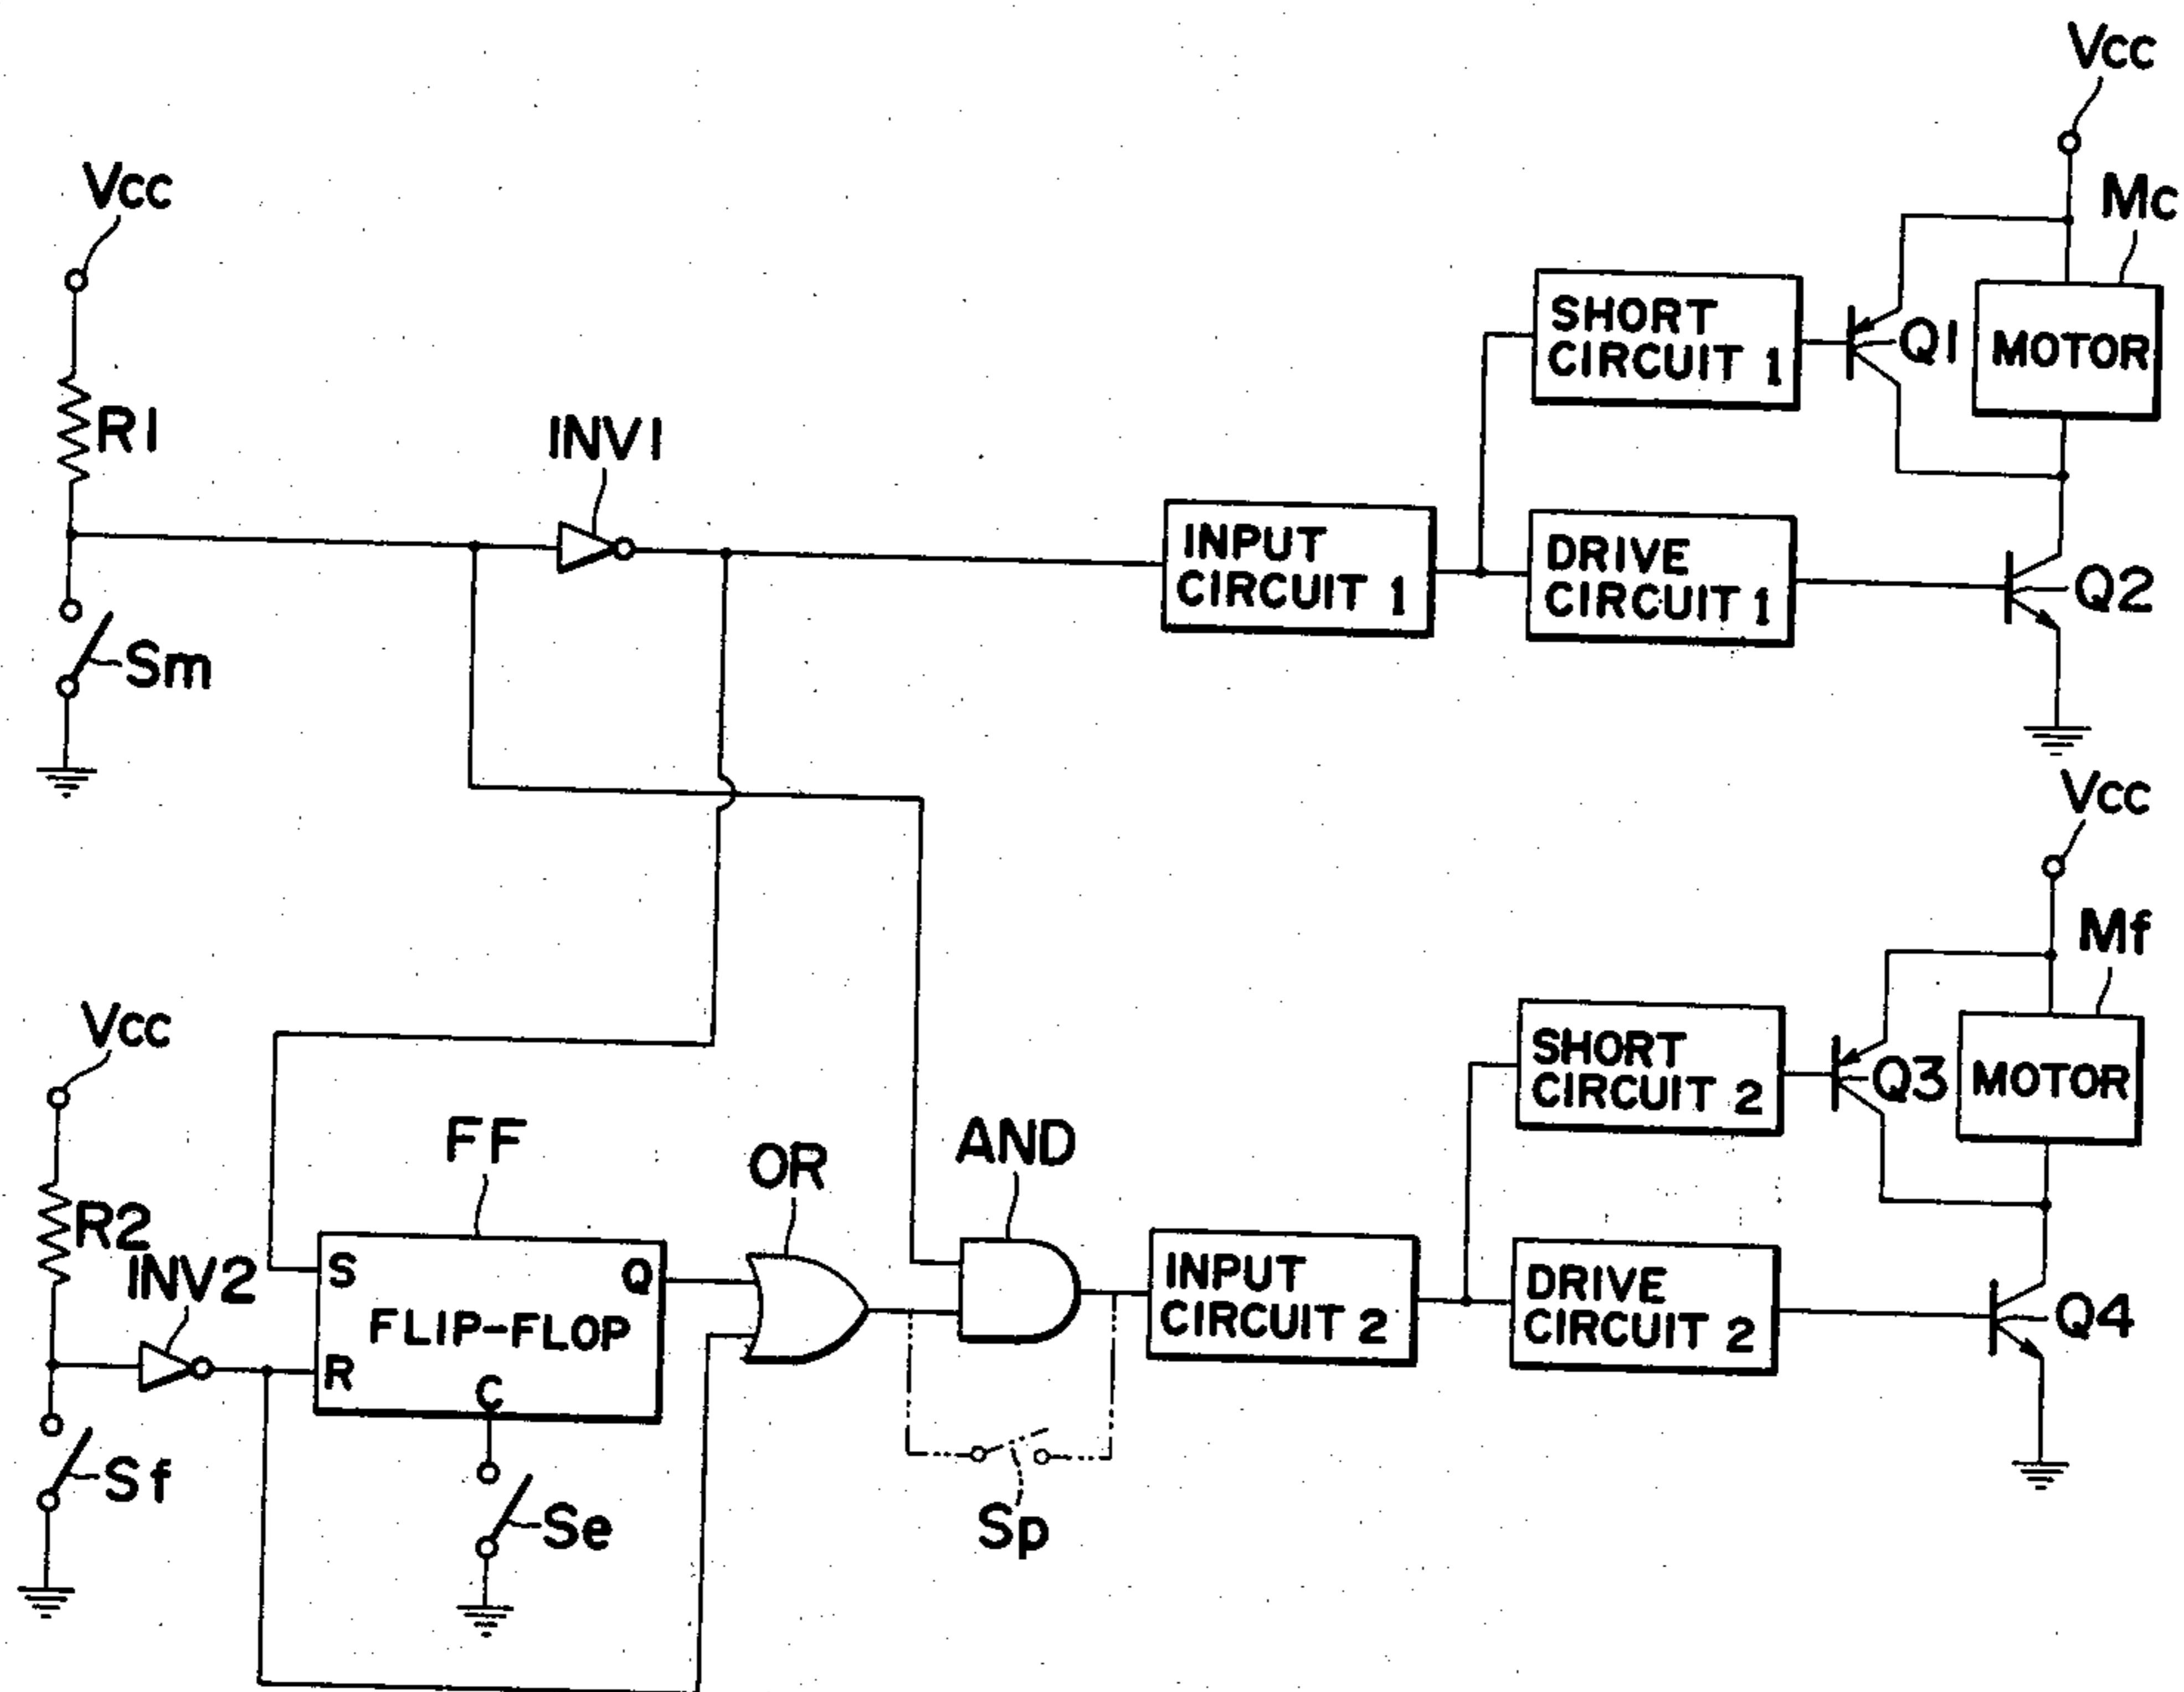 Vcc
Mc
Vcc
SHORT
CIRCUIT 1
Q1
MOTOR
R1
INV1
INPUT
CIRCUIT 1
DRIVE
CIRCUIT 1
Q2
Sm
Vcc
Mf
Vcc
SHORT
CIRCUIT 2
Q3
MOTOR
FF
OR
AND
R2
INV2
S
Q
FLIP-FLOP
R
C
INPUT
CIRCUIT 2
DRIVE
CIRCUIT 2
Q4
Sf
Se
Sp